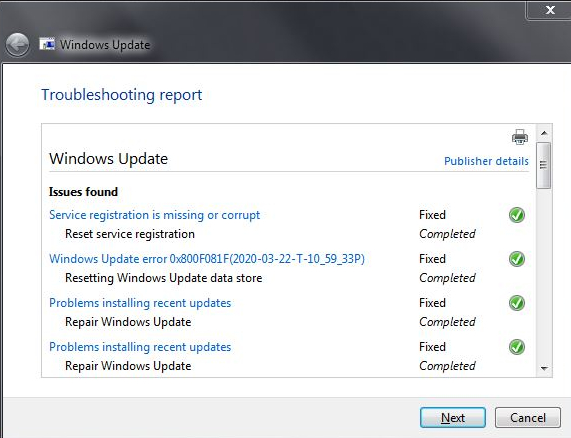 Windows Update
Troubleshooting report
Windows Update
Publisher details
Issues found
Service registration is missing or corrupt Fixed
Reset service registration Completed
Windows Update error 0x800F081F(2020-03-22-T-10_59_33P) Fixed
Resetting Windows Update data store Completed
Problems installing recent updates Fixed
Repair Windows Update Completed
Problems installing recent updates Fixed
Repair Windows Update Completed
Next Cancel